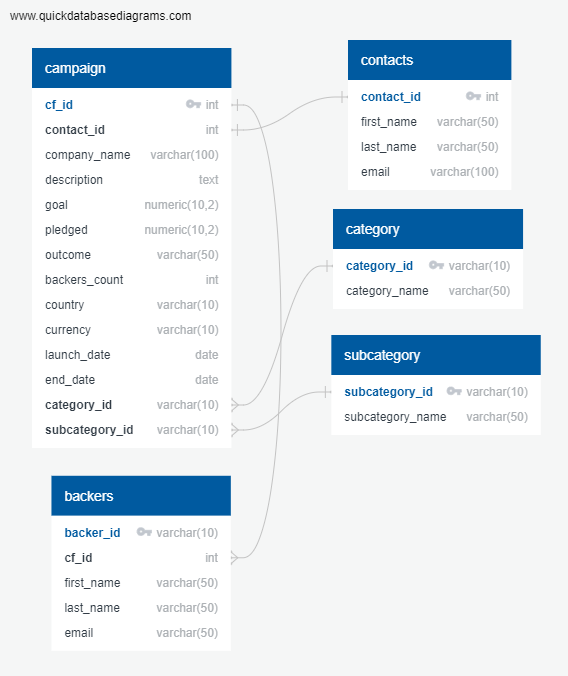 www.quickdatabasediagrams.com
campaign
cf_id int
contact_id int
company_name varchar(100)
description text
goal numeric(10,2)
pledged numeric(10,2)
outcome varchar(50)
backers_count int
country varchar(10)
currency varchar(10)
launch_date date
end_date date
category_id varchar(10)
subcategory_id varchar(10)
contacts
contact_id int
first_name varchar(50)
last_name varchar(50)
email varchar(100)
category
category_id varchar(10)
category_name varchar(50)
subcategory
subcategory_id varchar(10)
subcategory_name varchar(50)
backers
backer_id varchar(10)
cf_id int
first_name varchar(50)
last_name varchar(50)
email varchar(50)